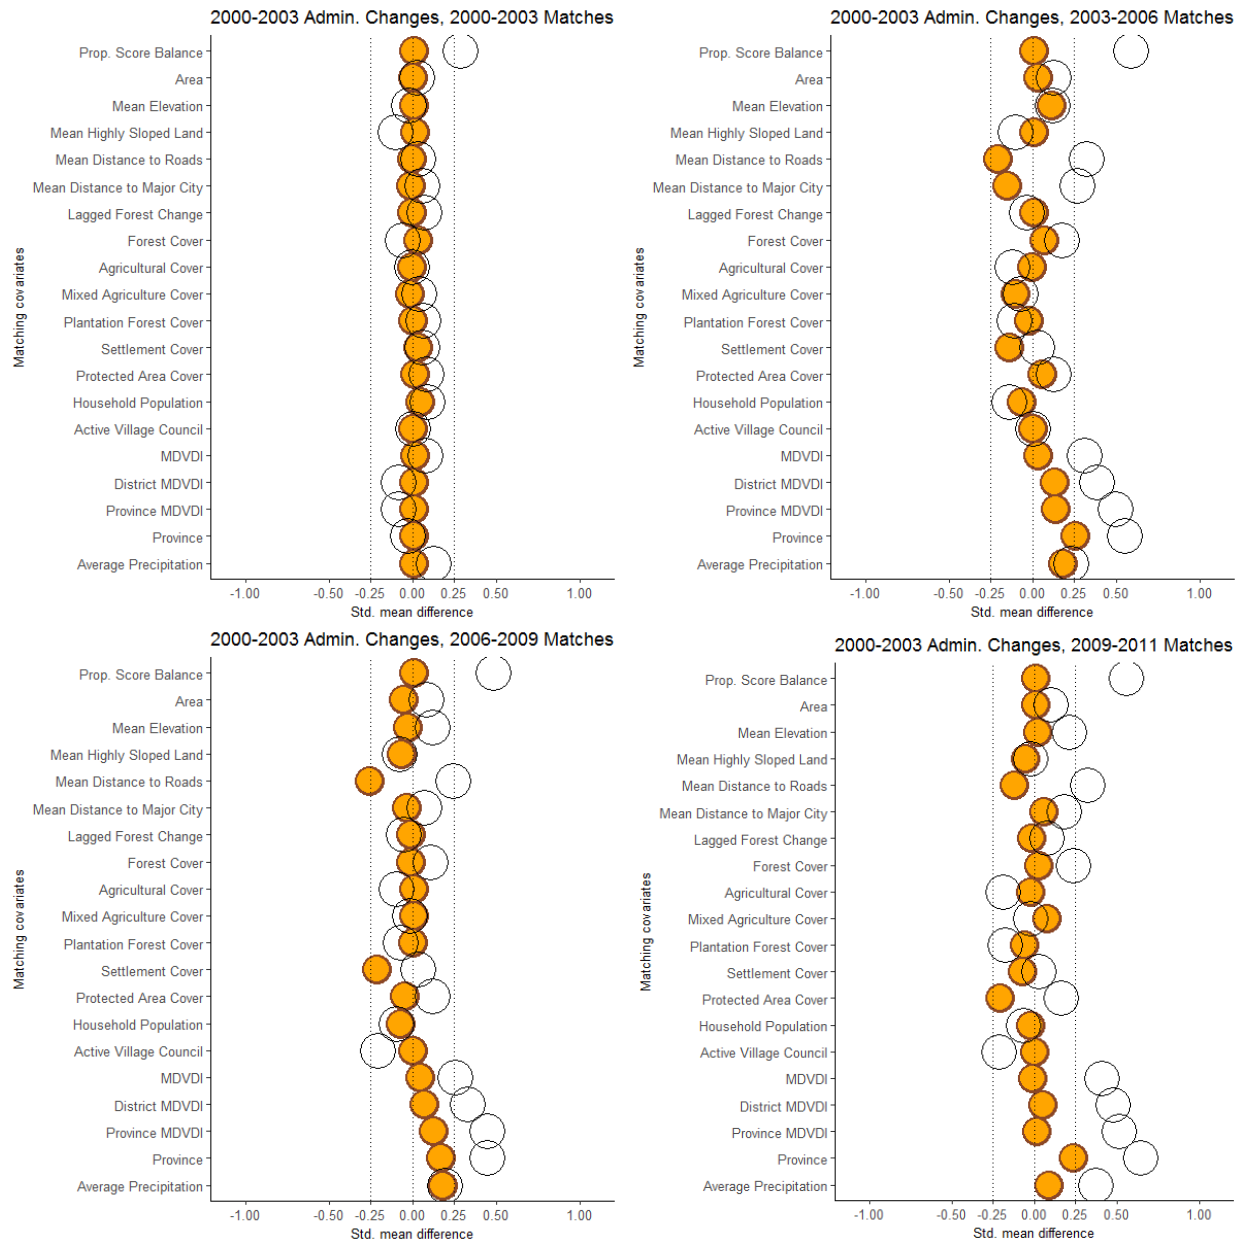 2000-2003 Admin. Changes, 2000-2003 Matches
Matching covariates
Prop. Score Balance
Area
Mean Elevation
Mean Highly Sloped Land
Mean Distance to Roads
Mean Distance to Major City
Lagged Forest Change
Forest Cover
Agricultural Cover
Mixed Agriculture Cover
Plantation Forest Cover
Settlement Cover
Protected Area Cover
Household Population
Active Village Council
MDVDI
District MDVDI
Province MDVDI
Province
Average Precipitation
-1.00 -0.50 -0.25 0.00 0.25 0.50 1.00
Std. mean difference
2000-2003 Admin. Changes, 2003-2006 Matches
Matching covariates
Prop. Score Balance
Area
Mean Elevation
Mean Highly Sloped Land
Mean Distance to Roads
Mean Distance to Major City
Lagged Forest Change
Forest Cover
Agricultural Cover
Mixed Agriculture Cover
Plantation Forest Cover
Settlement Cover
Protected Area Cover
Household Population
Active Village Council
MDVDI
District MDVDI
Province MDVDI
Province
Average Precipitation
-1.00 -0.50 -0.25 0.00 0.25 0.50 1.00
Std. mean difference
2000-2003 Admin. Changes, 2006-2009 Matches
Matching covariates
Prop. Score Balance
Area
Mean Elevation
Mean Highly Sloped Land
Mean Distance to Roads
Mean Distance to Major City
Lagged Forest Change
Forest Cover
Agricultural Cover
Mixed Agriculture Cover
Plantation Forest Cover
Settlement Cover
Protected Area Cover
Household Population
Active Village Council
MDVDI
District MDVDI
Province MDVDI
Province
Average Precipitation
-1.00 -0.50 -0.25 0.00 0.25 0.50 1.00
Std. mean difference
2000-2003 Admin. Changes, 2009-2011 Matches
Matching covariates
Prop. Score Balance
Area
Mean Elevation
Mean Highly Sloped Land
Mean Distance to Roads
Mean Distance to Major City
Lagged Forest Change
Forest Cover
Agricultural Cover
Mixed Agriculture Cover
Plantation Forest Cover
Settlement Cover
Protected Area Cover
Household Population
Active Village Council
MDVDI
District MDVDI
Province MDVDI
Province
Average Precipitation
-1.00 -0.50 -0.25 0.00 0.25 0.50 1.00
Std. mean difference